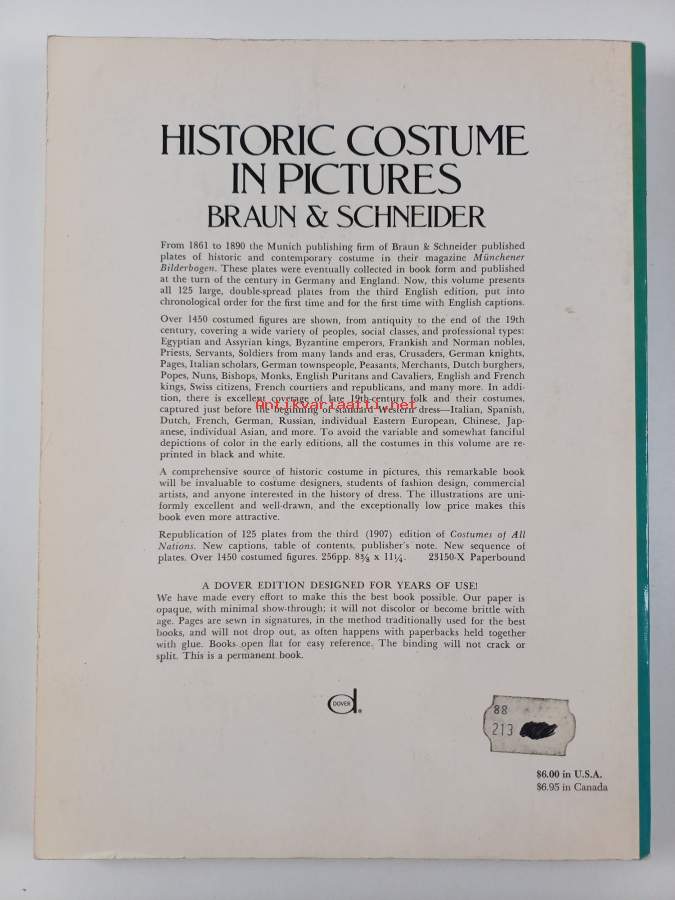 HISTORIC COSTUME
IN PICTURES
BRAUN & SCHNEIDER
From 1861 to 1890 the Munich publishing firm of Braun & Schneider published
plates of historic and contemporary costume in their magazine Münchener
Bilderbogen. These plates were eventually collected in book form and published
at the turn of the century in Germany and England. Now, this volume presents
all 125 large, double-spread plates from the third English edition, put into
chronological order for the first time and for the first time with English captions.
Over 1450 costumed figures are shown, from antiquity to the end of the 19th
century, covering a wide variety of peoples, social classes, and professional types:
Egyptian and Assyrian kings, Byzantine emperors, Frankish and Norman nobles,
Priests, Servants, Soldiers from many lands and eras, Crusaders, German knights,
Pages, Italian scholars, German townspeople, Peasants, Merchants, Dutch burghers,
Popes, Nuns, Bishops, Monks, English Puritans and Cavaliers, English and French
kings, Swiss citizens, French courtiers and republicans, and many more. In addi-
tion, there is excellent coverage of late 19th-century folk and their costumes,
antikvariaatti.net
captured just before the beginning of standard Western dress—Italian, Spanish,
Dutch, French, German, Russian, individual Eastern European, Chinese, Jap-
anese, individual Asian, and more. To avoid the variable and somewhat fanciful
depictions of color in the early editions, all the costumes in this volume are re-
printed in black and white.
A comprehensive source of historic costume in pictures, this remarkable book
will be invaluable to costume designers, students of fashion design, commercial
artists, and anyone interested in the history of dress. The illustrations are uni-
formly excellent and well-drawn, and the exceptionally low price makes this
book even more attractive.
Republication of 125 plates from the third (1907) edition of Costumes of All
Nations. New captions, table of contents, publisher's note. New sequence of
plates. Over 1450 costumed figures. 256pp. 8⅜ x 11¼. 23150-X Paperbound
A DOVER EDITION DESIGNED FOR YEARS OF USE!
We have made every effort to make this the best book possible. Our paper is
opaque, with minimal show-through; it will not discolor or become brittle with
age. Pages are sewn in signatures, in the method traditionally used for the best
books, and will not drop out, as often happens with paperbacks held together
with glue. Books open flat for easy reference. The binding will not crack or
split. This is a permanent book.
DOVER ®
88
213
$6.00 in U.S.A.
$6.95 in Canada